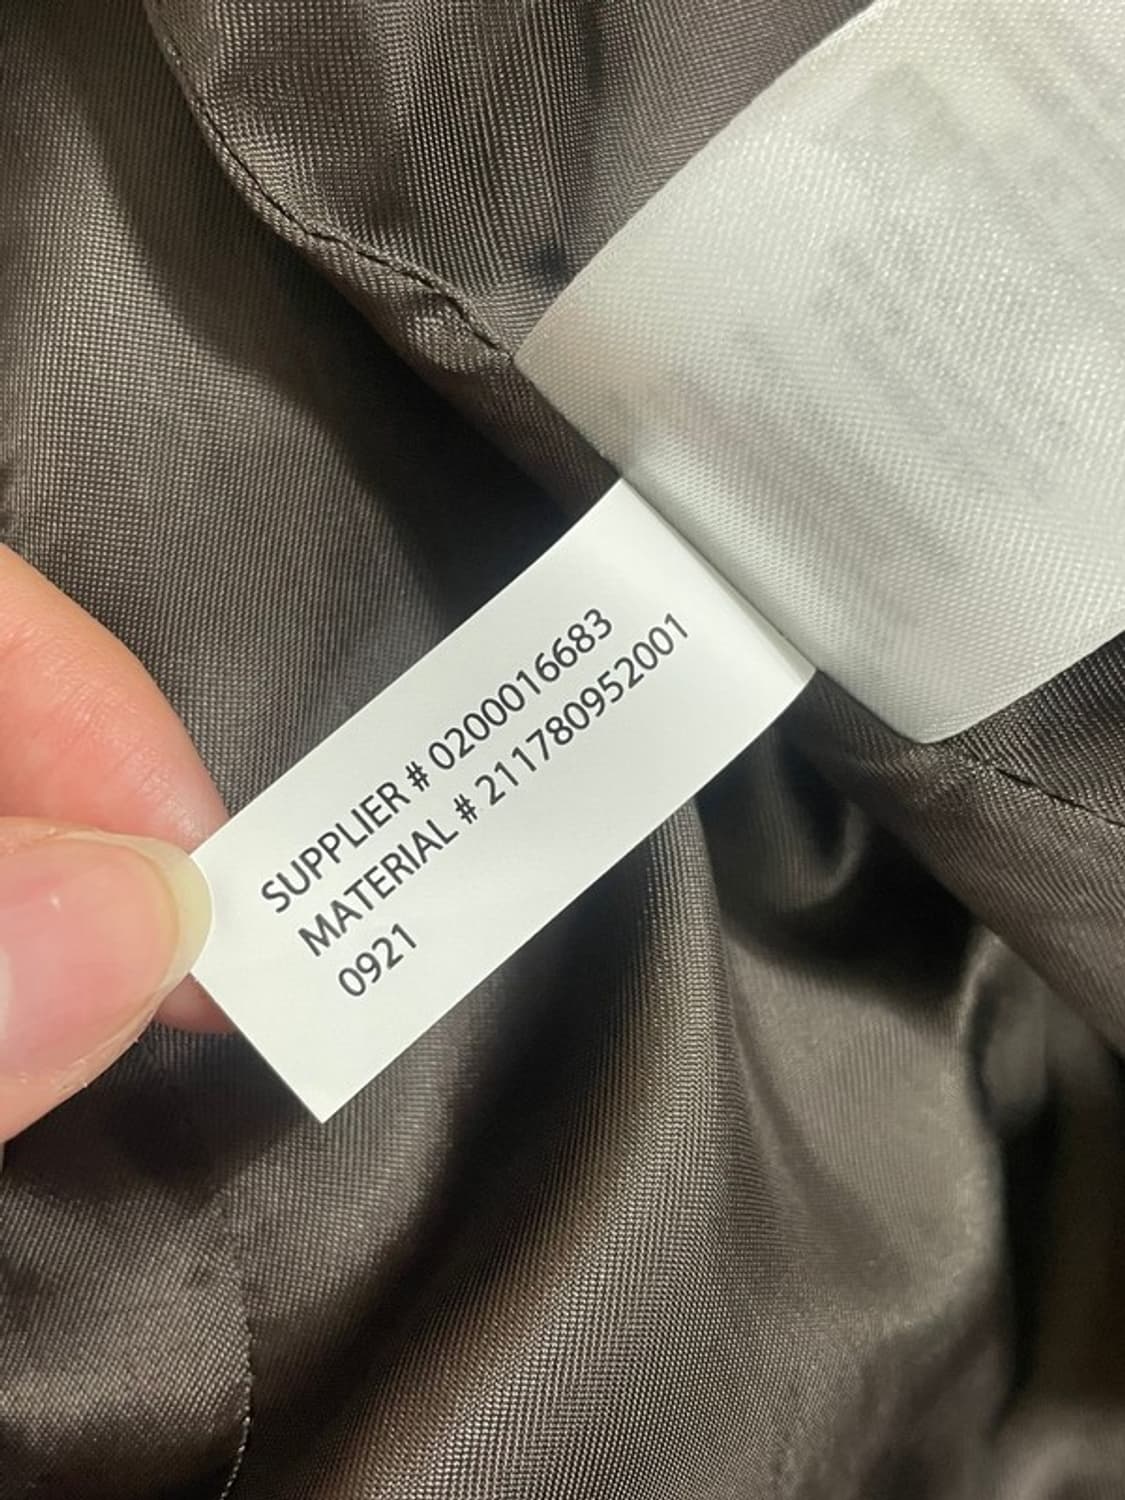 SUPPLIER # 0200016683
MATERIAL # 211780952001
0921